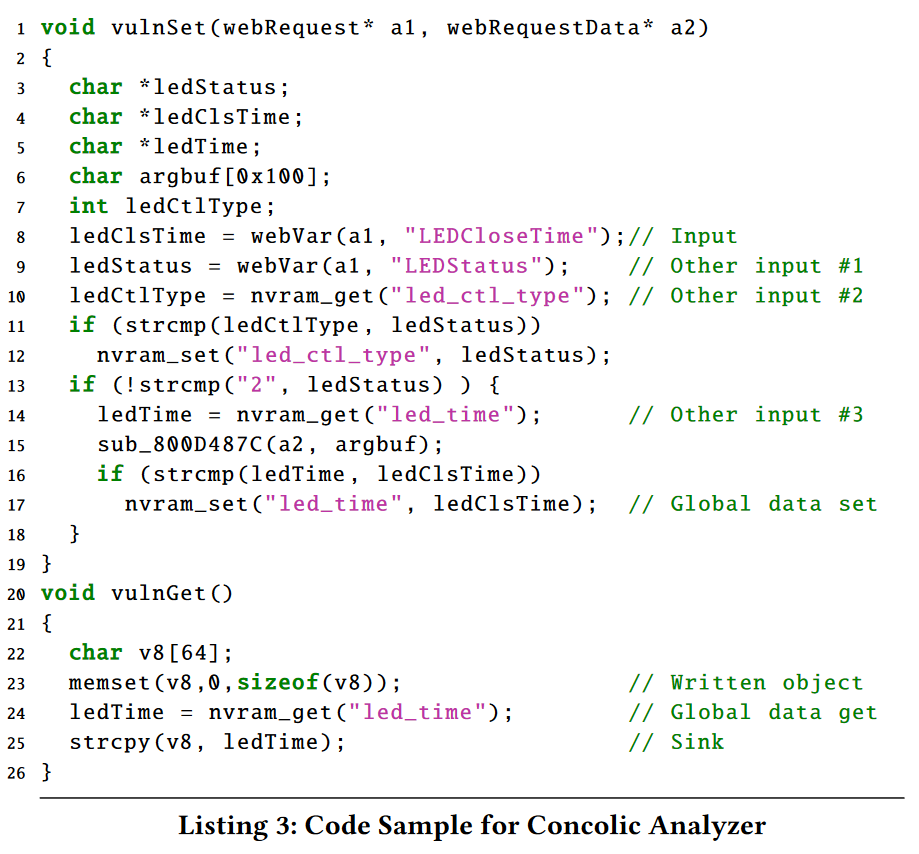 1 void vulnSet(webRequest* a1, webRequestData* a2)
2 {
3   char *ledStatus;
4   char *ledClsTime;
5   char *ledTime;
6   char argbuf[0x100];
7   int ledCtlType;
8   ledClsTime = webVar(a1, "LEDCloseTime");// Input
9   ledStatus = webVar(a1, "LEDStatus");    // Other input #1
10   ledCtlType = nvram_get("led_ctl_type"); // Other input #2
11   if (strcmp(ledCtlType, ledStatus))
12     nvram_set("led_ctl_type", ledStatus);
13   if (!strcmp("2", ledStatus) ) {
14     ledTime = nvram_get("led_time");      // Other input #3
15     sub_800D487C(a2, argbuf);
16     if (strcmp(ledTime, ledClsTime))
17       nvram_set("led_time", ledClsTime);  // Global data set
18   }
19 }
20 void vulnGet()
21 {
22   char v8[64];
23   memset(v8,0,sizeof(v8));                // Written object
24   ledTime = nvram_get("led_time");        // Global data get
25   strcpy(v8, ledTime);                    // Sink
26 }
Listing 3: Code Sample for Concolic Analyzer